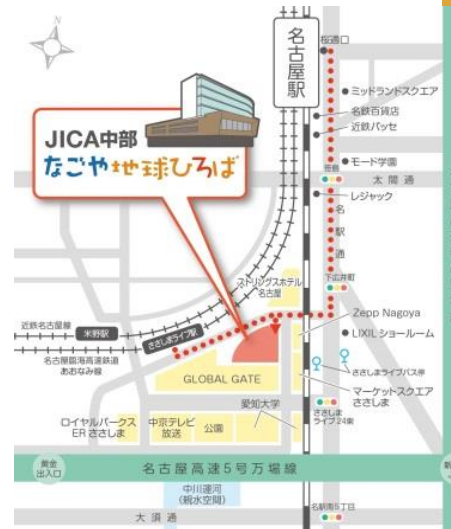 N
名古屋駅
桜通口
ミッドランドスクエア
名鉄百貨店
近鉄パッセ
モード学園
笹島
太閤通
レジャック
名駅通
下広井町
JICA中部
なごや地球ひろば
ストリングスホテル
名古屋
Zepp Nagoya
LIXILショールーム
近鉄名古屋線
米野駅
ささしまライブ駅
名古屋臨海高速鉄道
あおなみ線
ささしまライブバス停
GLOBAL GATE
マーケットスクエア
ささしま
愛知大学
ロイヤルパークス
ER ささしま
中京テレビ
放送
公園
ささしま
ライブ24東
黄金
出入口
名古屋高速5号万場線
中川運河
(親水空間)
大須通
名駅南5丁目